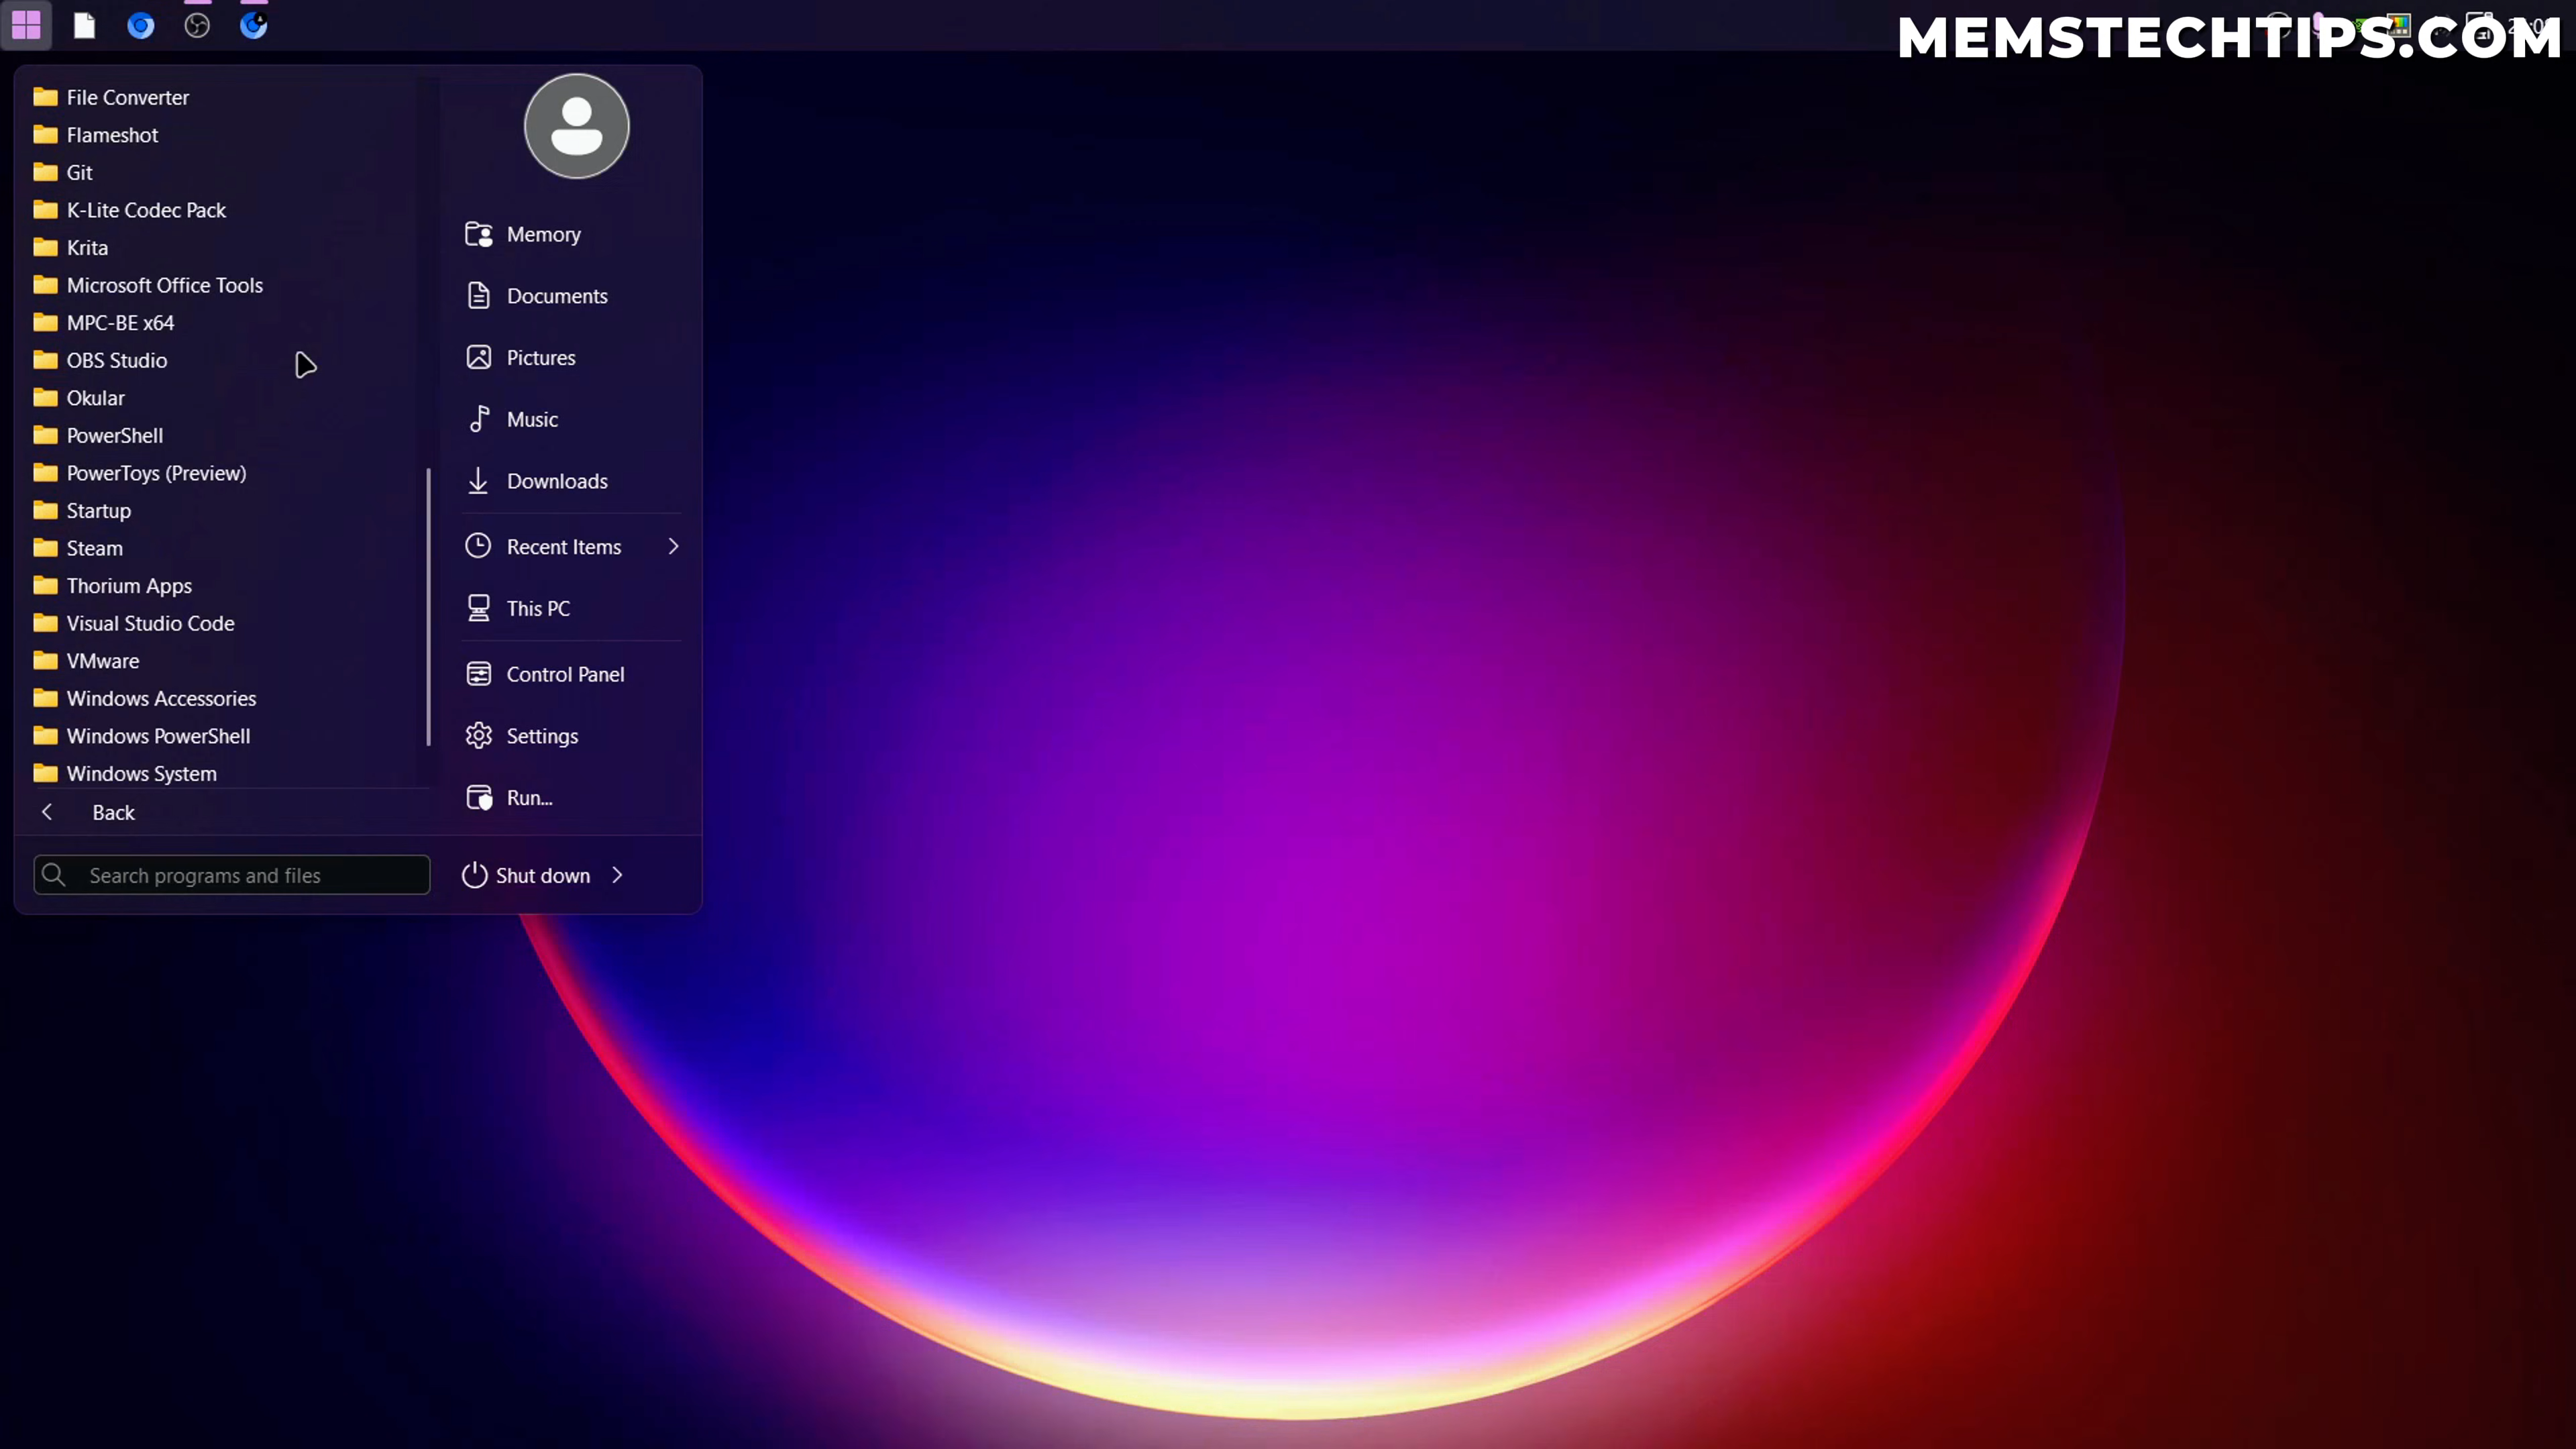 MEMSTECHTIPS.COM
File Converter
Flameshot
Git
K-Lite Codec Pack
Krita
Microsoft Office Tools
MPC-BE x64
OBS Studio
Okular
PowerShell
PowerToys (Preview)
Startup
Steam
Thorium Apps
Visual Studio Code
VMware
Windows Accessories
Windows PowerShell
Windows System
Back
Search programs and files
Memory
Documents
Pictures
Music
Downloads
Recent Items
This PC
Control Panel
Settings
Run...
Shut down